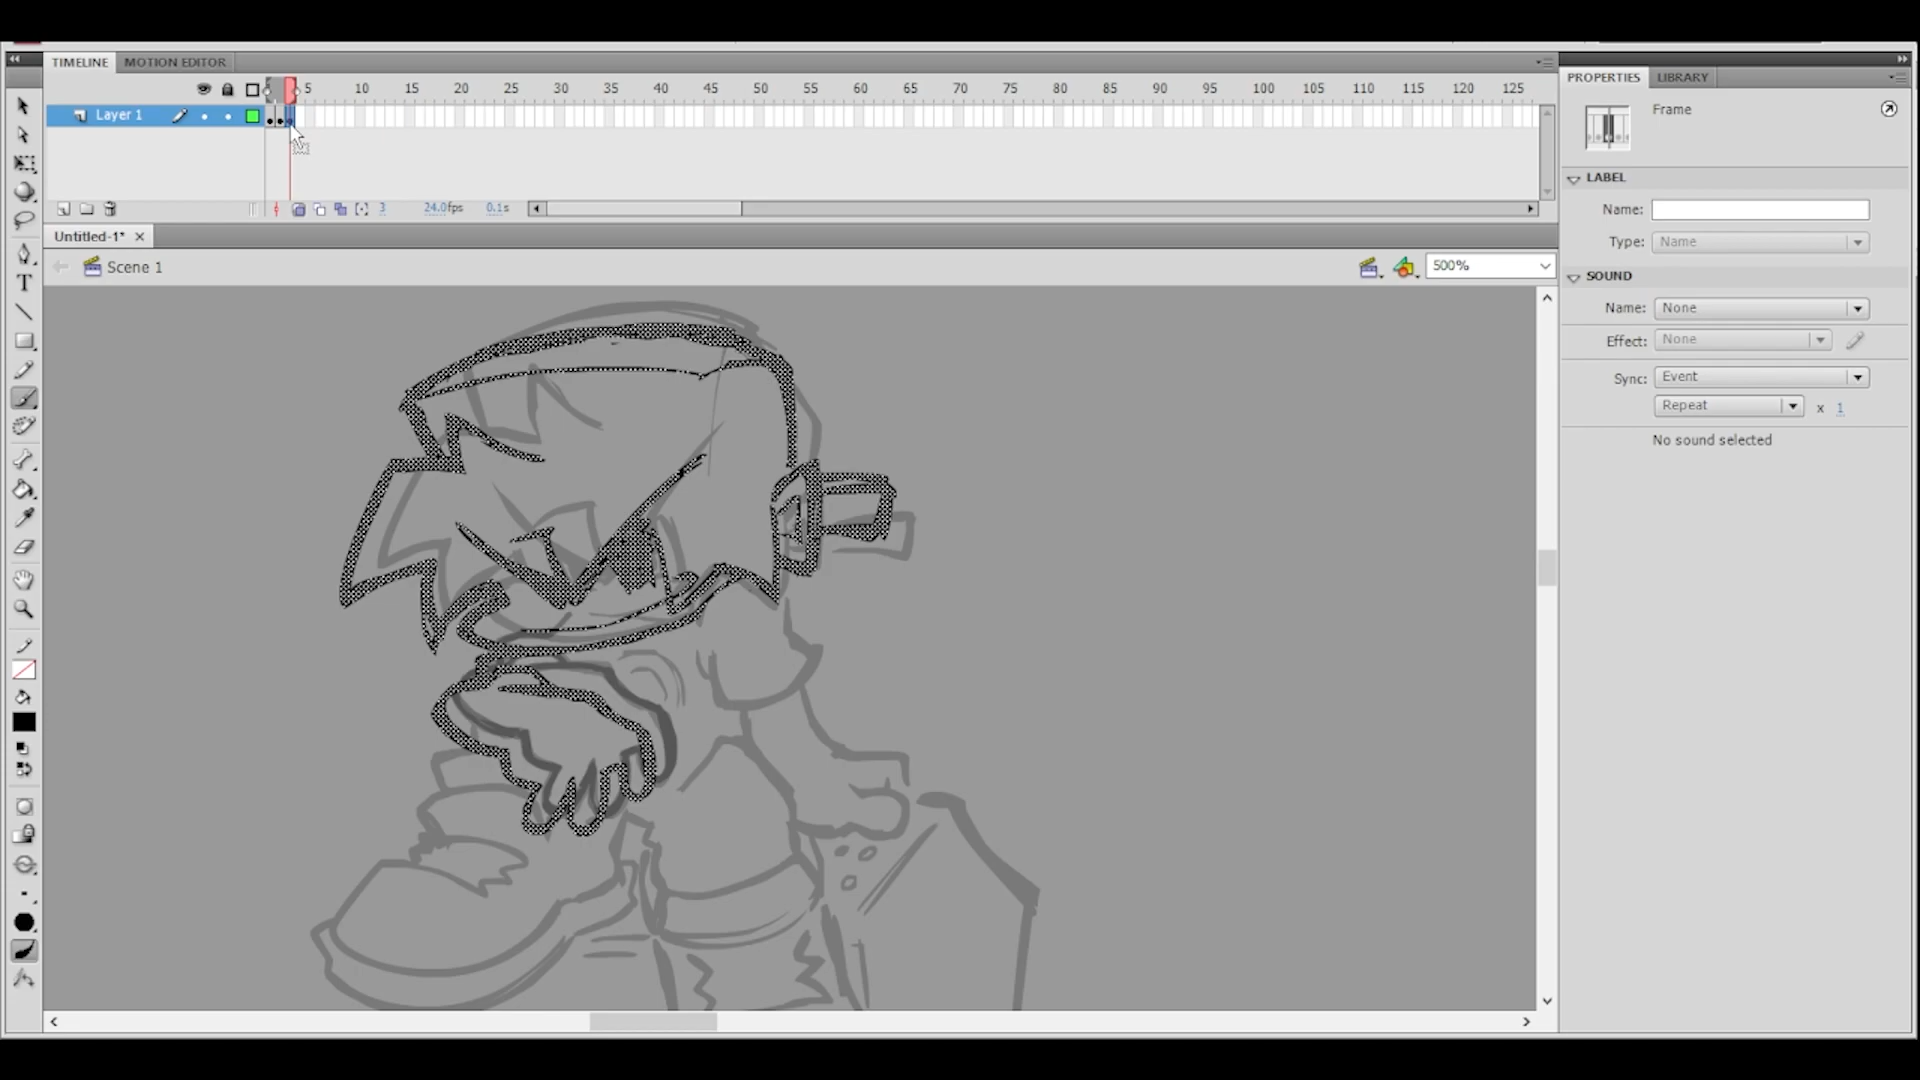 TIMELINE MOTION EDITOR
5 10 15 20 25 30 35 40 45 50 55 60 65 70 75 80 85 90 95 100 105 110 115 120 125
Layer 1
3 24.0fps 0.1s
Untitled-1*
Scene 1
500%
PROPERTIES LIBRARY
Frame
LABEL
Name:
Type: Name
SOUND
Name: None
Effect: None
Sync: Event
Repeat x 1
No sound selected